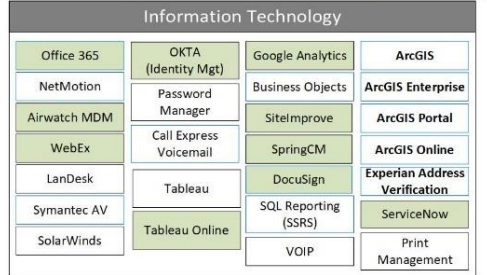 Information Technology
Office 365
NetMotion
Airwatch MDM
WebEx
LanDesk
Symantec AV
SolarWinds
OKTA
(Identity Mgt)
Password
Manager
Call Express
Voicemail
Tableau
Tableau Online
Google Analytics
Business Objects
SiteImprove
SpringCM
DocuSign
SQL Reporting
(SSRS)
VOIP
ArcGIS
ArcGIS Enterprise
ArcGIS Portal
ArcGIS Online
Experian Address
Verification
ServiceNow
Print
Management